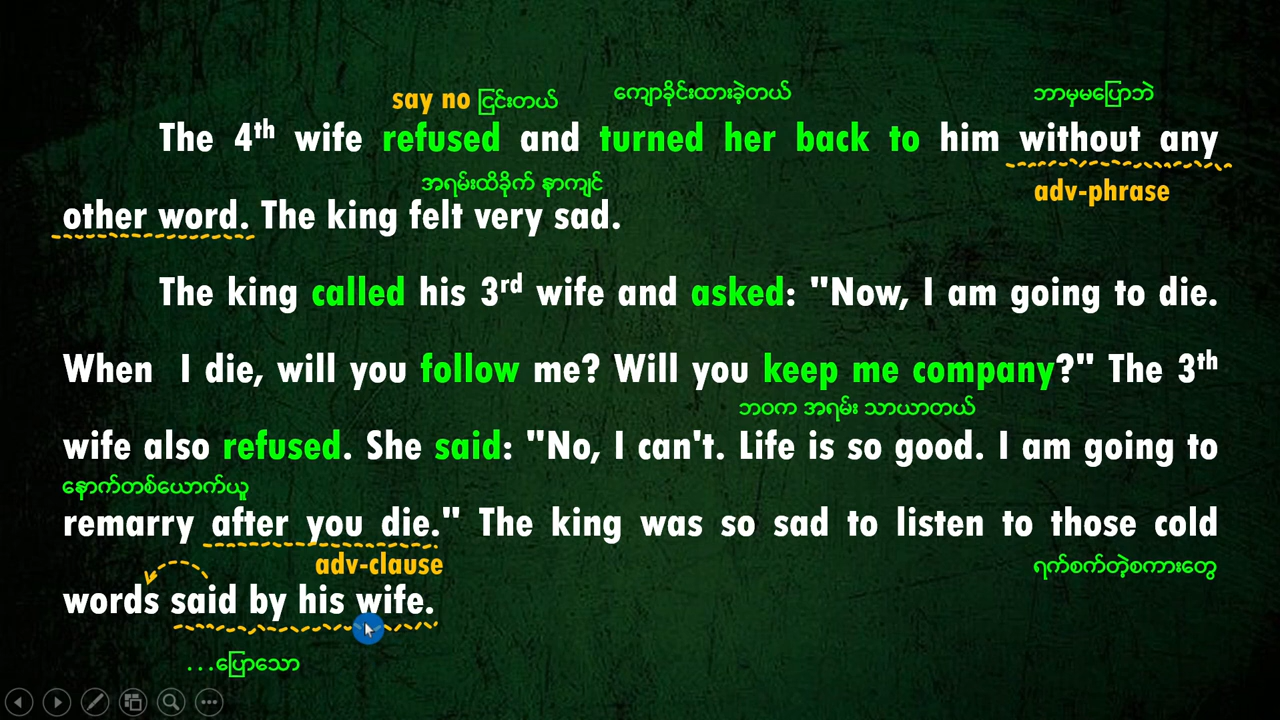 say no ငြင်းတယ် ကျောခိုင်းထားခဲ့တယ် ဘာမှမပြောဘဲ
The 4th wife refused and turned her back to him without any
အရမ်းထိခိုက် နာကျင် adv-phrase
other word. The king felt very sad.
The king called his 3rd wife and asked: "Now, I am going to die.
When I die, will you follow me? Will you keep me company?" The 3th
ဘဝက အရမ်း သာယာတယ်
wife also refused. She said: "No, I can't. Life is so good. I am going to
နောက်တစ်ယောက်ယူ
remarry after you die." The king was so sad to listen to those cold
adv-clause ရက်စက်တဲ့စကားတွေ
words said by his wife.
...ပြောသော